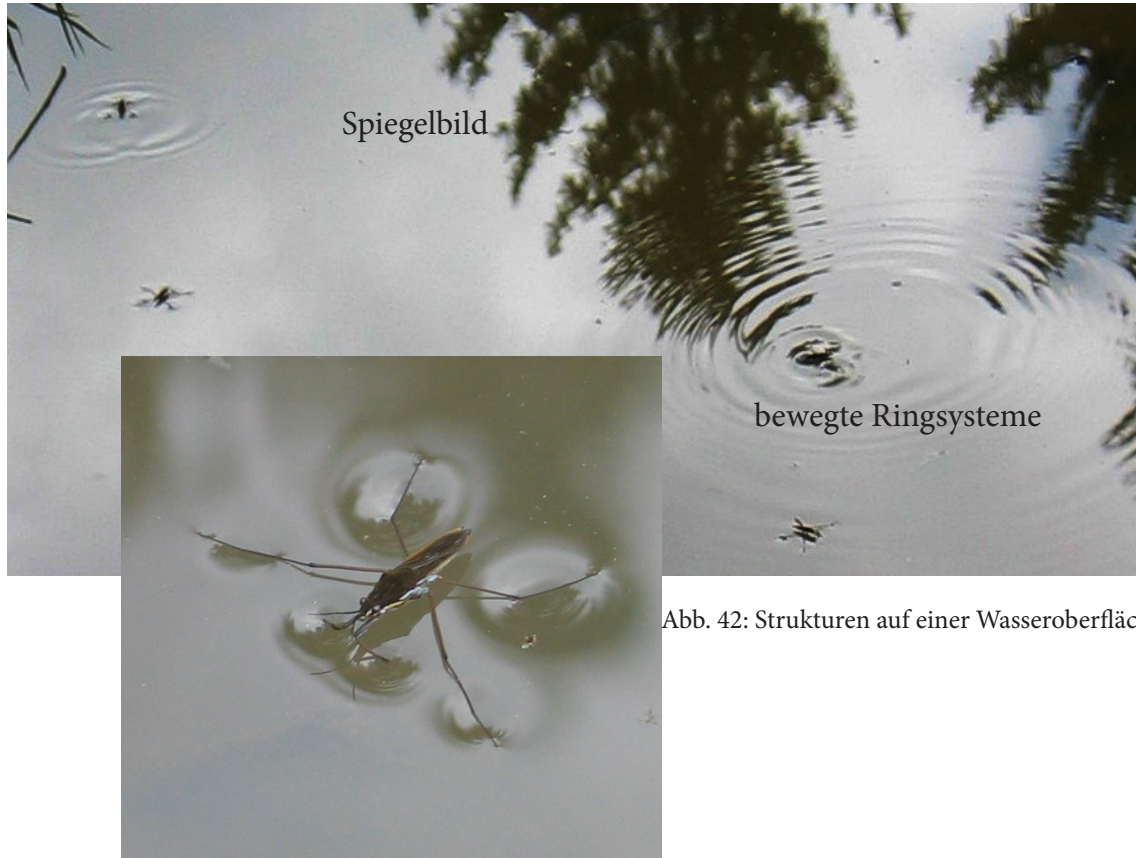 Spiegelbild
bewegte Ringsysteme
Abb. 42: Strukturen auf einer Wasseroberfläc